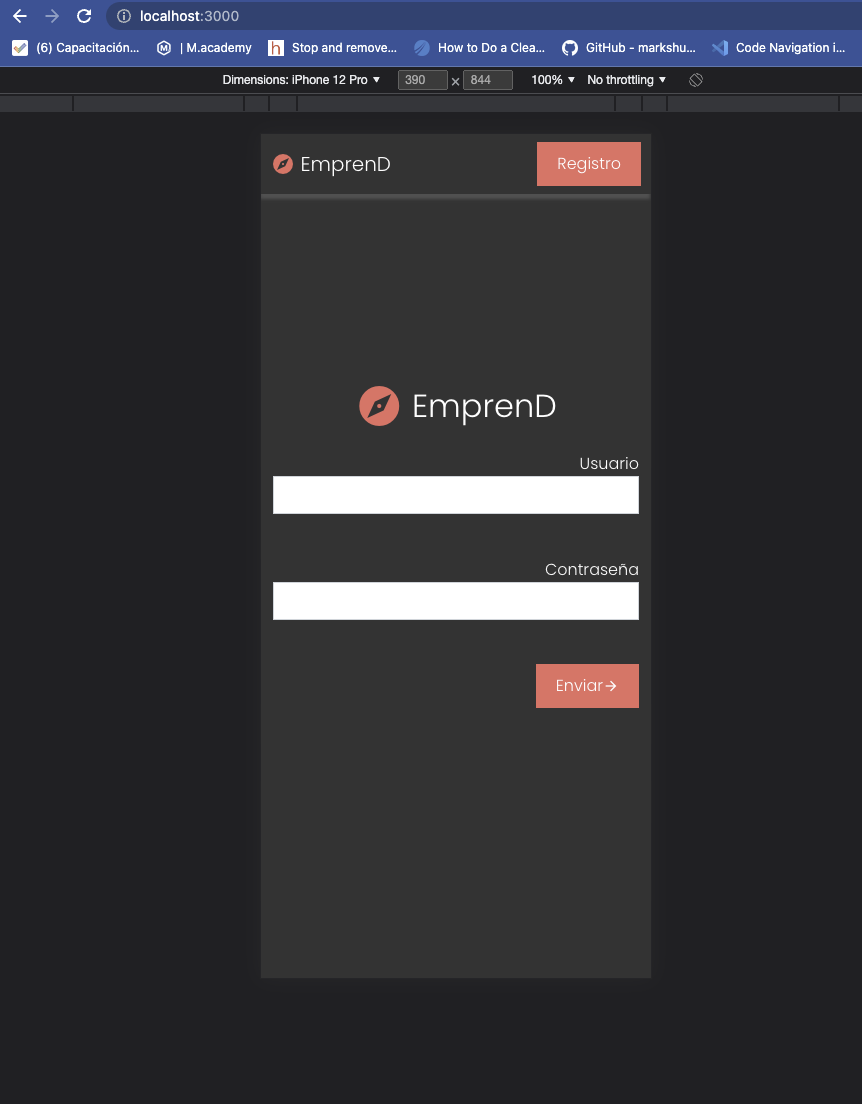 localhost:3000
(6) Capacitación... | M.academy Stop and remove... How to Do a Clea... GitHub - markshu... Code Navigation i...
Dimensions: iPhone 12 Pro ▼ 390 × 844 100% ▼ No throttling ▼
EmprenD Registro
EmprenD
Usuario
Contraseña
Enviar→